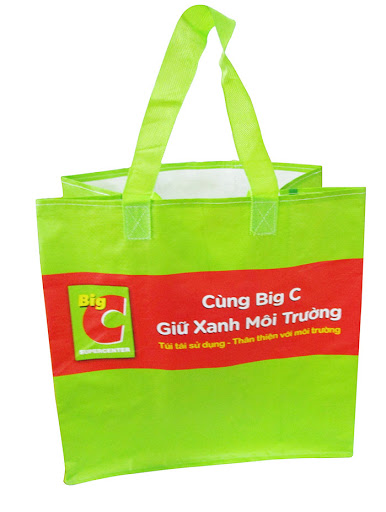 Big
C
SUPERCENTER
Cùng Big C
Giữ Xanh Môi Trường
Túi tái sử dụng - Thân thiện với môi trường